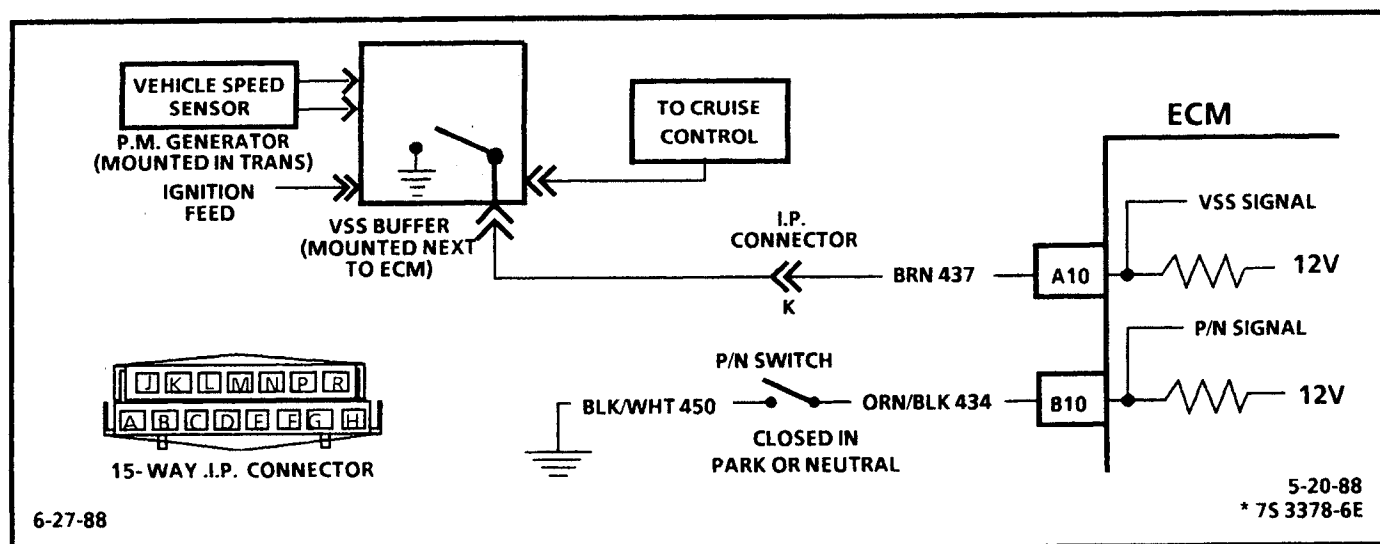 VEHICLE SPEED
SENSOR
P.M. GENERATOR
(MOUNTED IN TRANS)
IGNITION
FEED
VSS BUFFER
(MOUNTED NEXT
TO ECM)
TO CRUISE
CONTROL
ECM
VSS SIGNAL
I.P.
CONNECTOR
K
BRN 437
A10
12V
P/N SIGNAL
P/N SWITCH
BLK/WHT 450
ORN/BLK 434
B10
12V
CLOSED IN
PARK OR NEUTRAL
J K L M N P R
A B C D E F G H
15- WAY .I.P. CONNECTOR
6-27-88
5-20-88
* 7S 3378-6E